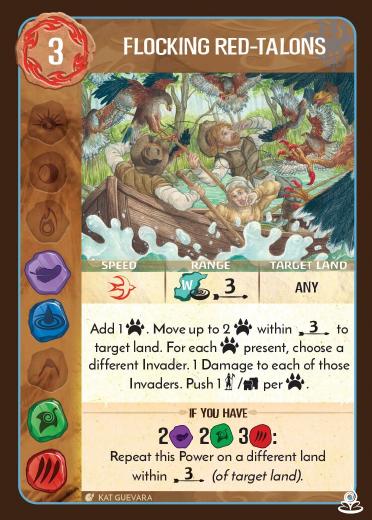 3
FLOCKING RED-TALONS
SPEED RANGE TARGET LAND
W 3 ANY
Add 1 . Move up to 2 within 3 to
target land. For each present, choose a
different Invader. 1 Damage to each of those
Invaders. Push 1 / per .
IF YOU HAVE
2 2 3 :
Repeat this Power on a different land
within 3 (of target land).
KAT GUEVARA